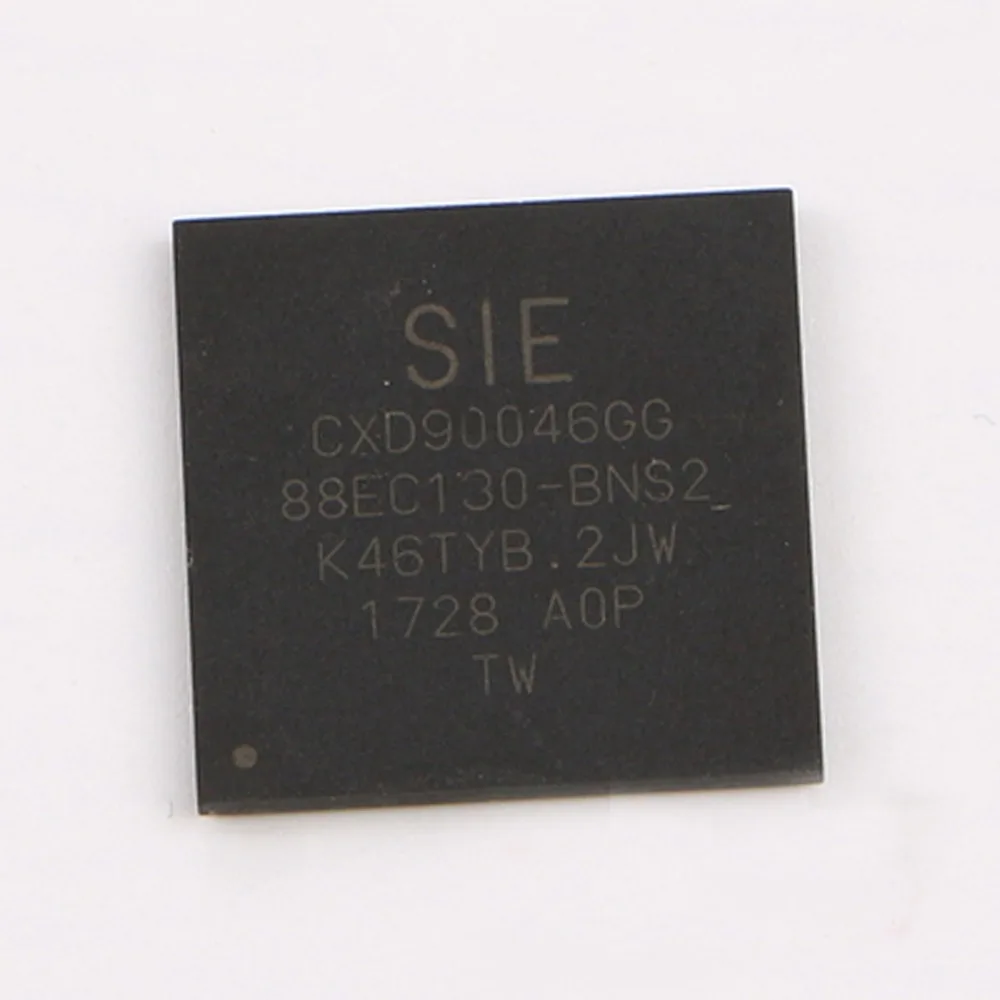 SIE
CXD90046GG
88EC130-BNS2
K46TYB.2JW
1728 A0P
TW